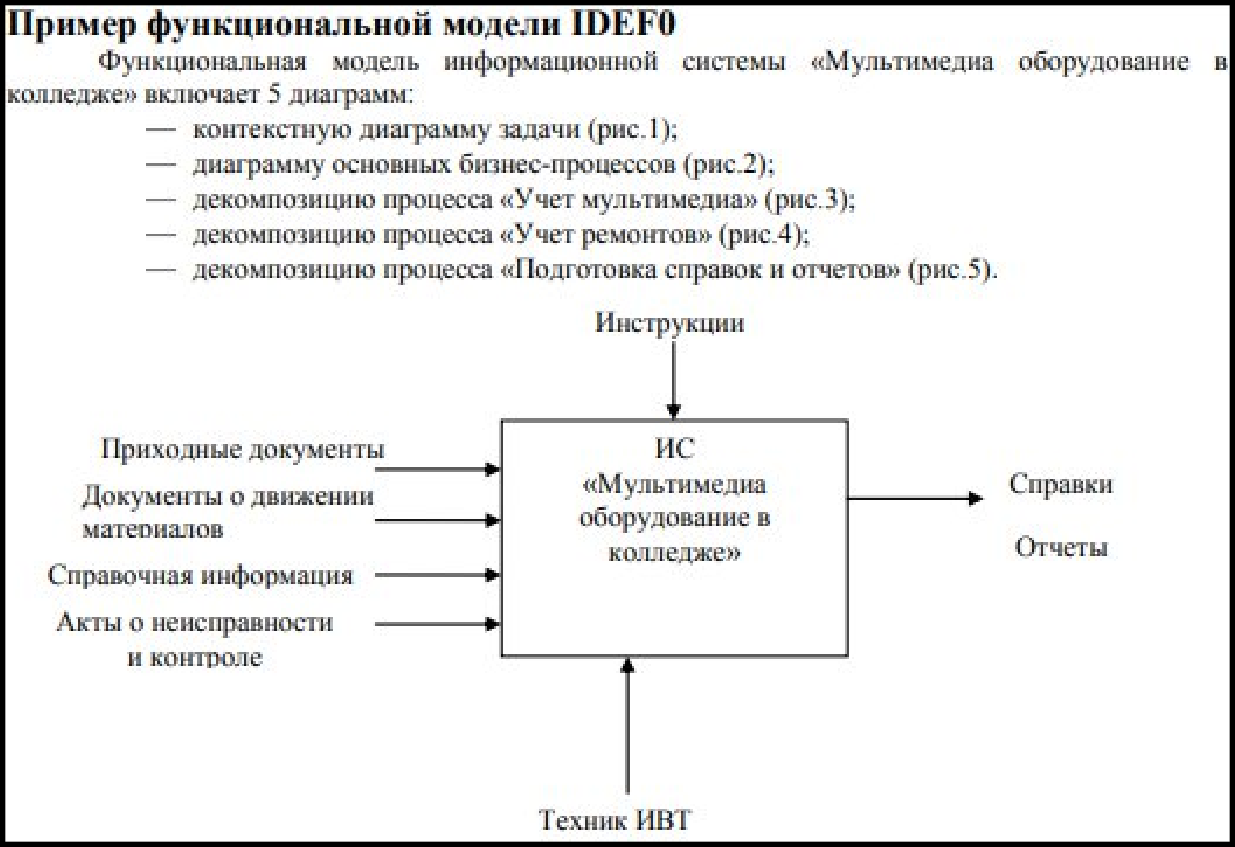 Пример функциональной модели IDEF0
Функциональная модель информационной системы «Мультимедиа оборудование в
колледже» включает 5 диаграмм:
— контекстную диаграмму задачи (рис.1);
— диаграмму основных бизнес-процессов (рис.2);
— декомпозицию процесса «Учет мультимедиа» (рис.3);
— декомпозицию процесса «Учет ремонтов» (рис.4);
— декомпозицию процесса «Подготовка справок и отчетов» (рис.5).
Инструкции
Приходные документы
Документы о движении
материалов
Справочная информация
Акты о неисправности
и контроле
ИС
«Мультимедиа
оборудование в
колледже»
Справки
Отчеты
Техник ИВТ